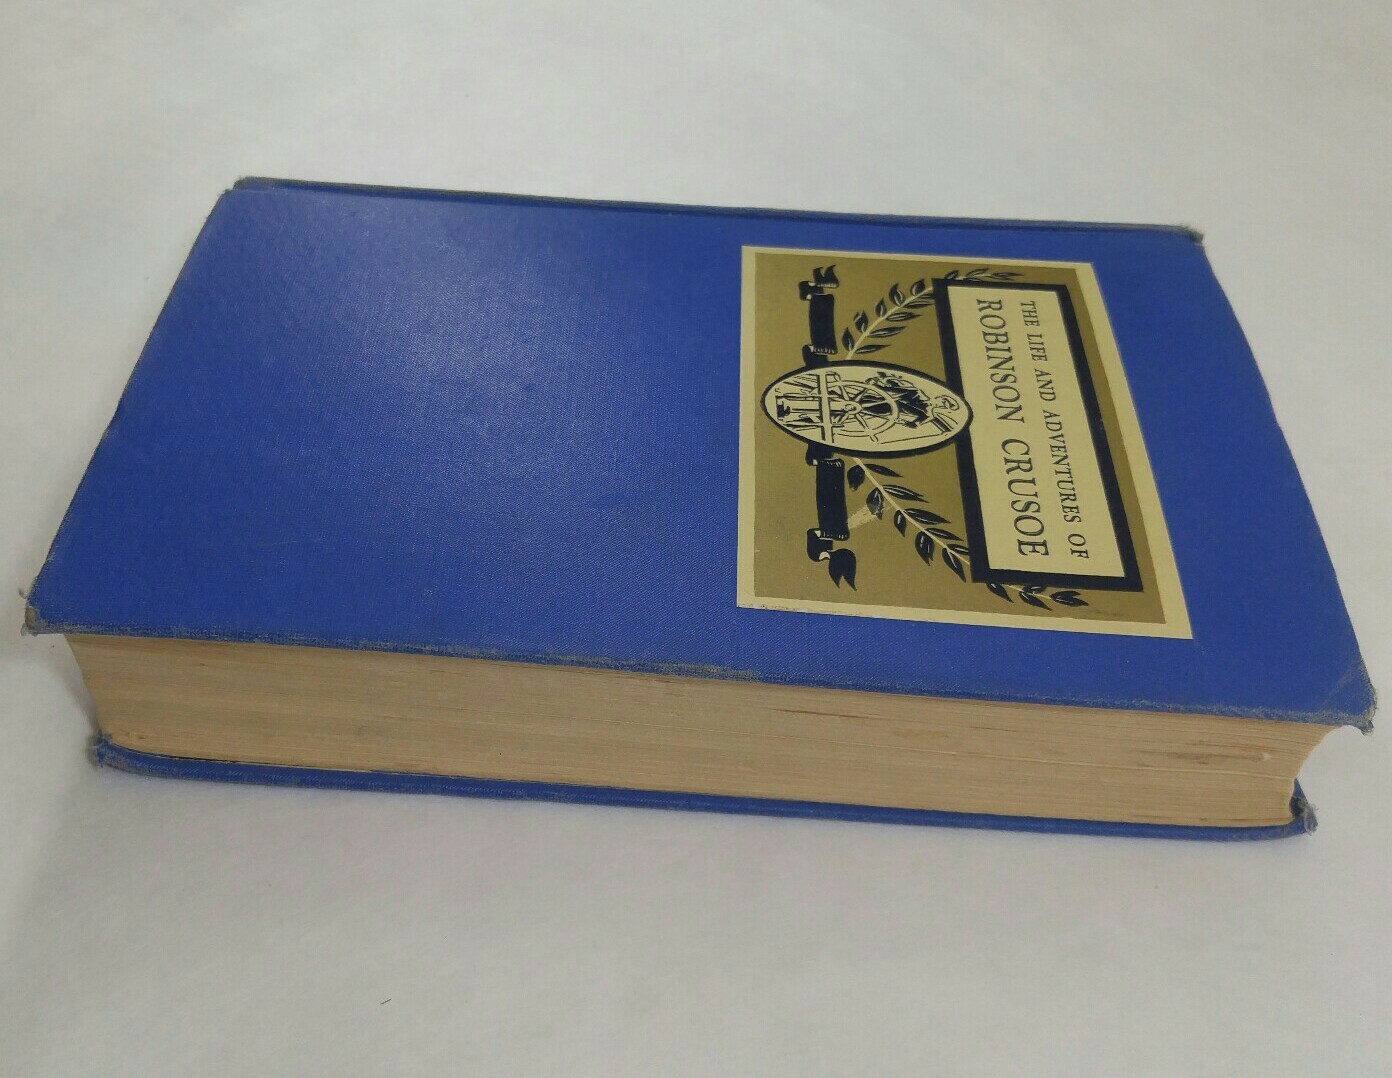 THE LIFE AND ADVENTURES OF
ROBINSON CRUSOE